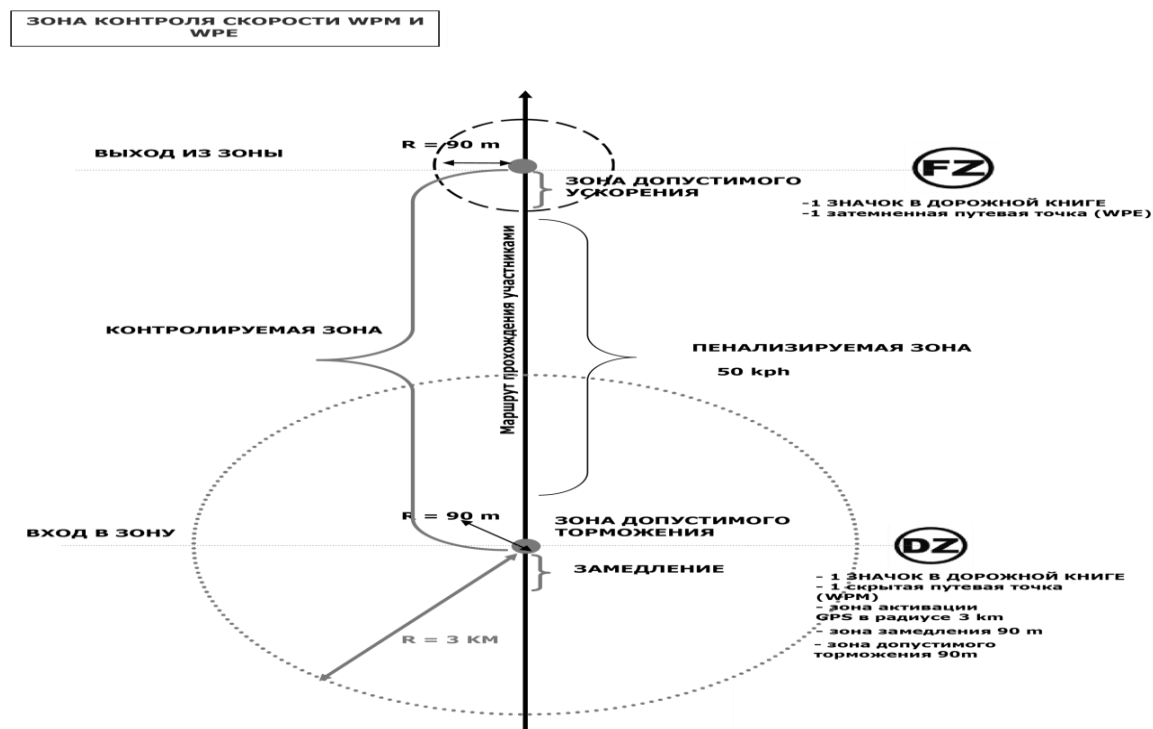 ЗОНА КОНТРОЛЯ СКОРОСТИ WPM И
WPE
R = 90 m
ВЫХОД ИЗ ЗОНЫ
FZ
ЗОНА ДОПУСТИМОГО
УСКОРЕНИЯ
-1 ЗНАЧОК В ДОРОЖНОЙ КНИГЕ
-1 затемненная путевая точка (WPE)
Маршрут прохождения участниками
КОНТРОЛИРУЕМАЯ ЗОНА
ПЕНАЛИЗИРУЕМАЯ ЗОНА
50 kph
R = 90 m
ЗОНА ДОПУСТИМОГО
ТОРМОЖЕНИЯ
ВХОД В ЗОНУ
DZ
ЗАМЕДЛЕНИЕ
- 1 ЗНАЧОК В ДОРОЖНОЙ КНИГЕ
- 1 скрытая путевая точка
(WPM)
- зона активации
GPS в радиусе 3 km
- зона замедления 90 m
- зона допустимого
торможения 90m
R = 3 КМ